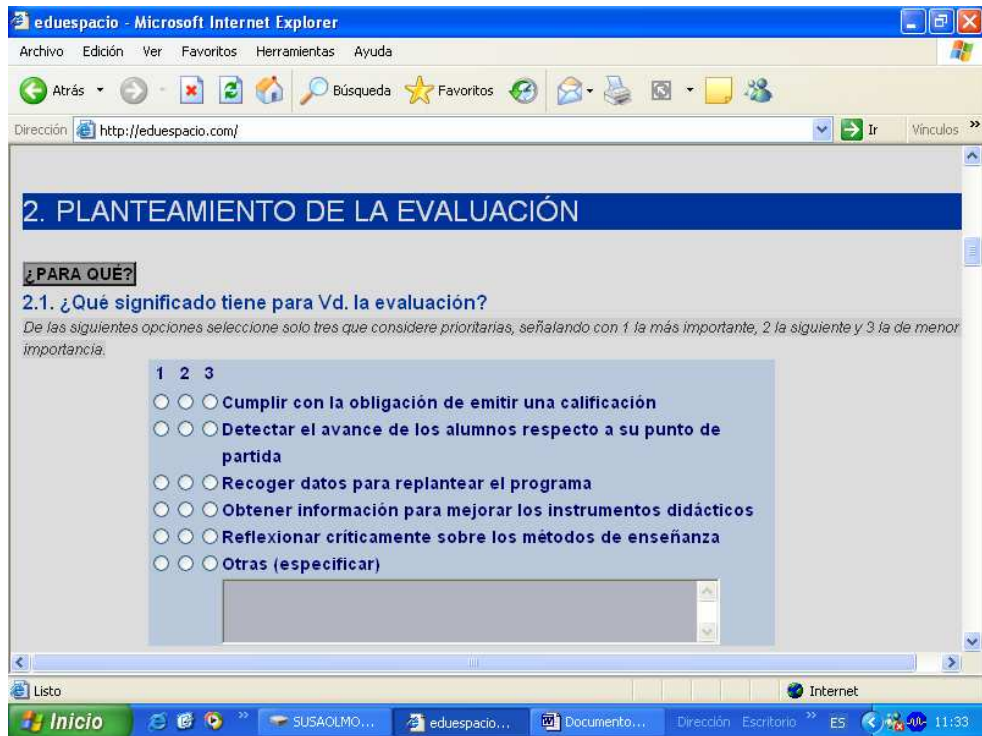 eduespacio - Microsoft Internet Explorer
Archivo Edición Ver Favoritos Herramientas Ayuda
Atrás Búsqueda Favoritos
Dirección http://eduespacio.com/ Ir Vínculos »
2. PLANTEAMIENTO DE LA EVALUACIÓN
¿PARA QUÉ?
2.1. ¿Qué significado tiene para Vd. la evaluación?
De las siguientes opciones seleccione solo tres que considere prioritarias, señalando con 1 la más importante, 2 la siguiente y 3 la de menor
importancia.
1 2 3
Cumplir con la obligación de emitir una calificación
Detectar el avance de los alumnos respecto a su punto de
partida
Recoger datos para replantear el programa
Obtener información para mejorar los instrumentos didácticos
Reflexionar críticamente sobre los métodos de enseñanza
Otras (especificar)
Listo Internet
Inicio » SUSAOLMO... eduespacio... Documento... Dirección Escritorio » ES 11:33